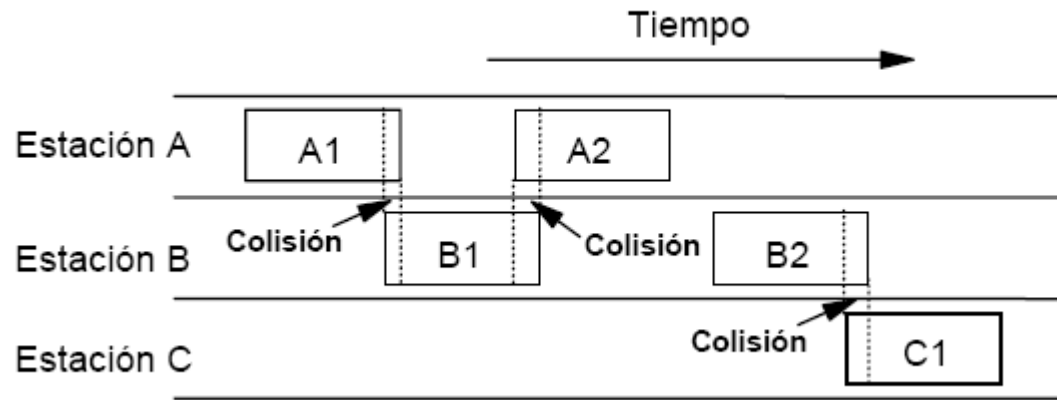 Tiempo
Estación A
A1
A2
Colisión
Colisión
Estación B
B1
B2
Colisión
Estación C
C1